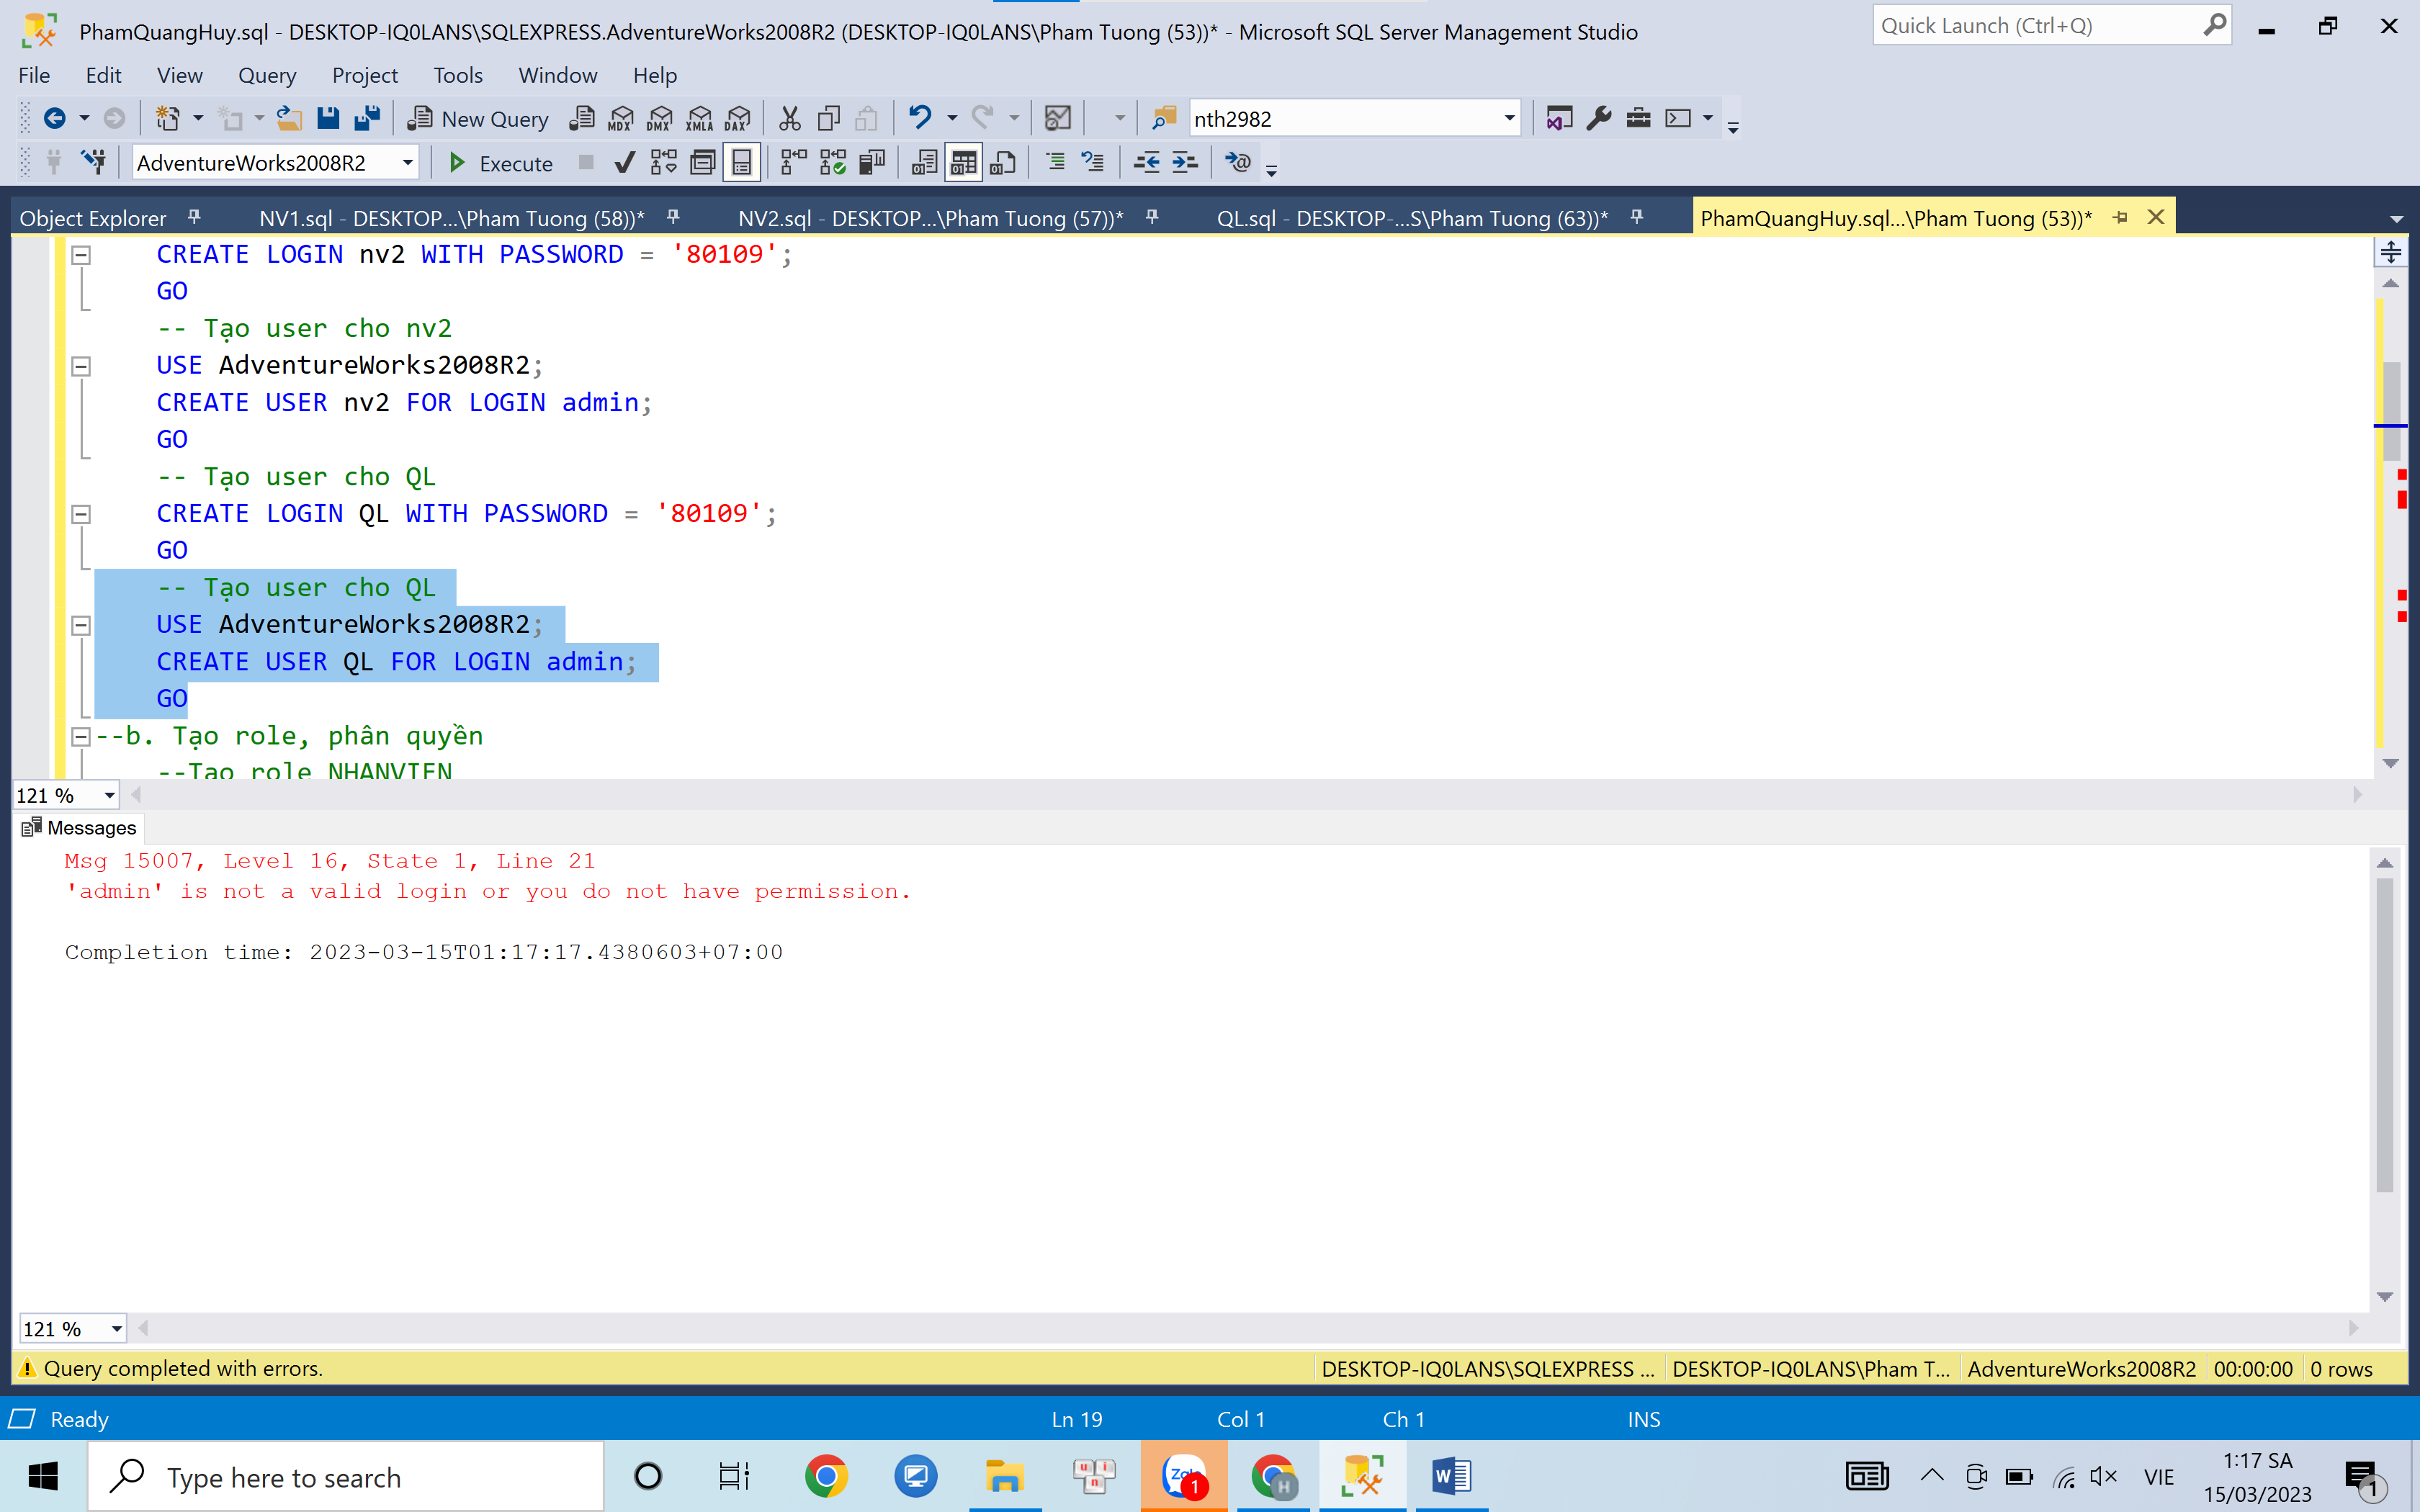 PhamQuangHuy.sql - DESKTOP-IQ0LANS\SQLEXPRESS.AdventureWorks2008R2 (DESKTOP-IQ0LANS\Pham Tuong (53))* - Microsoft SQL Server Management Studio
Quick Launch (Ctrl+Q)
File Edit View Query Project Tools Window Help
New Query MDX DMX XMLA DAX nth2982
AdventureWorks2008R2 Execute
Object Explorer NV1.sql - DESKTOP...\Pham Tuong (58))* NV2.sql - DESKTOP...\Pham Tuong (57))* QL.sql - DESKTOP-...S\Pham Tuong (63))* PhamQuangHuy.sql...\Pham Tuong (53))*
CREATE LOGIN nv2 WITH PASSWORD = '80109';
GO
-- Tạo user cho nv2
USE AdventureWorks2008R2;
CREATE USER nv2 FOR LOGIN admin;
GO
-- Tạo user cho QL
CREATE LOGIN QL WITH PASSWORD = '80109';
GO
-- Tạo user cho QL
USE AdventureWorks2008R2;
CREATE USER QL FOR LOGIN admin;
GO
--b. Tạo role, phân quyền
--Tạo role NHANVIEN
121 %
Messages
Msg 15007, Level 16, State 1, Line 21
'admin' is not a valid login or you do not have permission.
Completion time: 2023-03-15T01:17:17.4380603+07:00
121 %
Query completed with errors. DESKTOP-IQ0LANS\SQLEXPRESS ... DESKTOP-IQ0LANS\Pham T... AdventureWorks2008R2 00:00:00 0 rows
Ready Ln 19 Col 1 Ch 1 INS
Type here to search
u i n
1
H
W
VIE
1:17 SA
15/03/2023
1